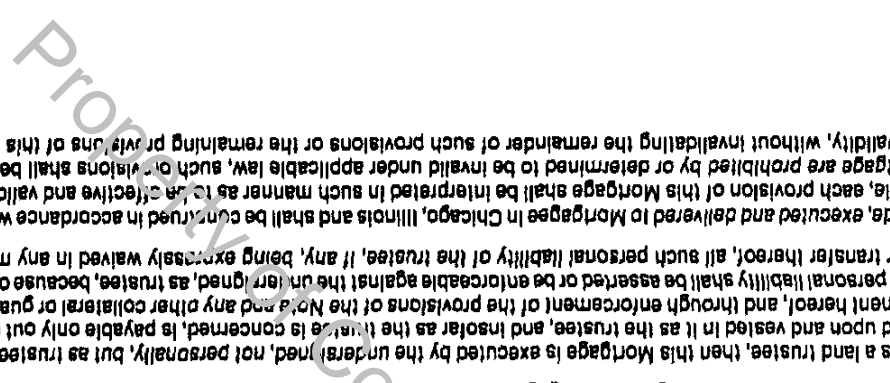 s a land trustee, then this Mortgage is executed by the undersigned, not personally, but as trustee
d upon and vested in it as the trustee, and insofar as the trustee is concerned, is payable only out
ment hereof, and through enforcement of the provisions of the Note and any other collateral or guar
personal liability shall be asserted or be enforceable against the undersigned, as trustee, because o
r transfer thereof, all such personal liability of the trustee, if any, being expressly waived in any m
de, executed and delivered to Mortgagee in Chicago, Illinois and shall be construed in accordance w
le, each provision of this Mortgage shall be interpreted in such manner as to be effective and valid
gage are prohibited by or determined to be invalid under applicable law, such provisions shall be
validity, without invalidating the remainder of such provisions or the remaining provisions of this
Property of Co